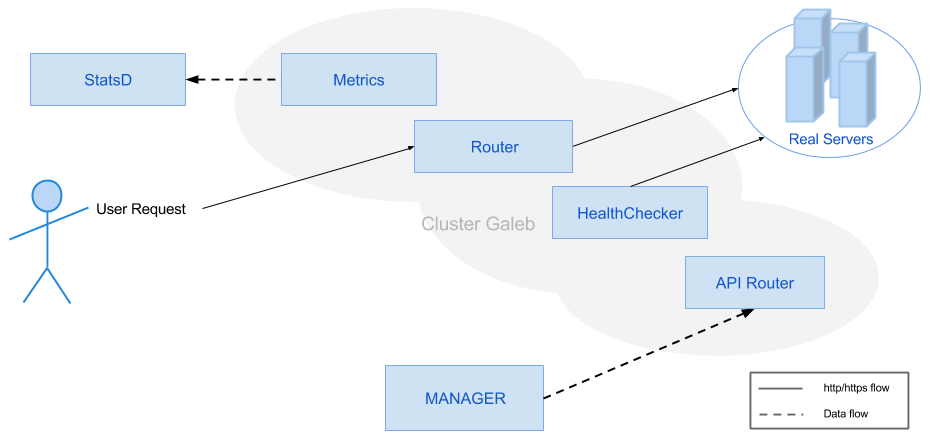 StatsD
Metrics
Real Servers
Router
User Request
HealthChecker
Cluster Galeb
API Router
MANAGER
http/https flow
Data flow